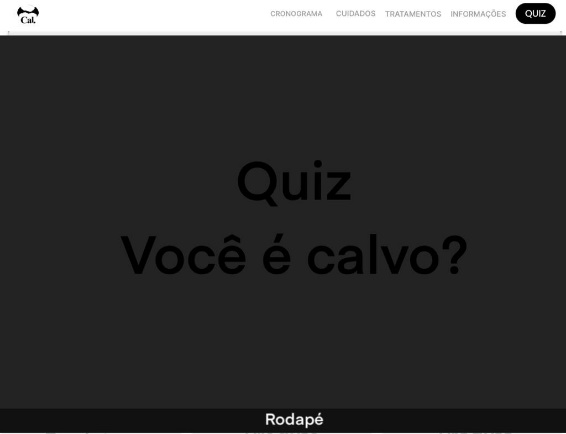 Cal.
CRONOGRAMA CUIDADOS TRATAMENTOS INFORMAÇÕES QUIZ
Quiz
Você é calvo?
Rodapé